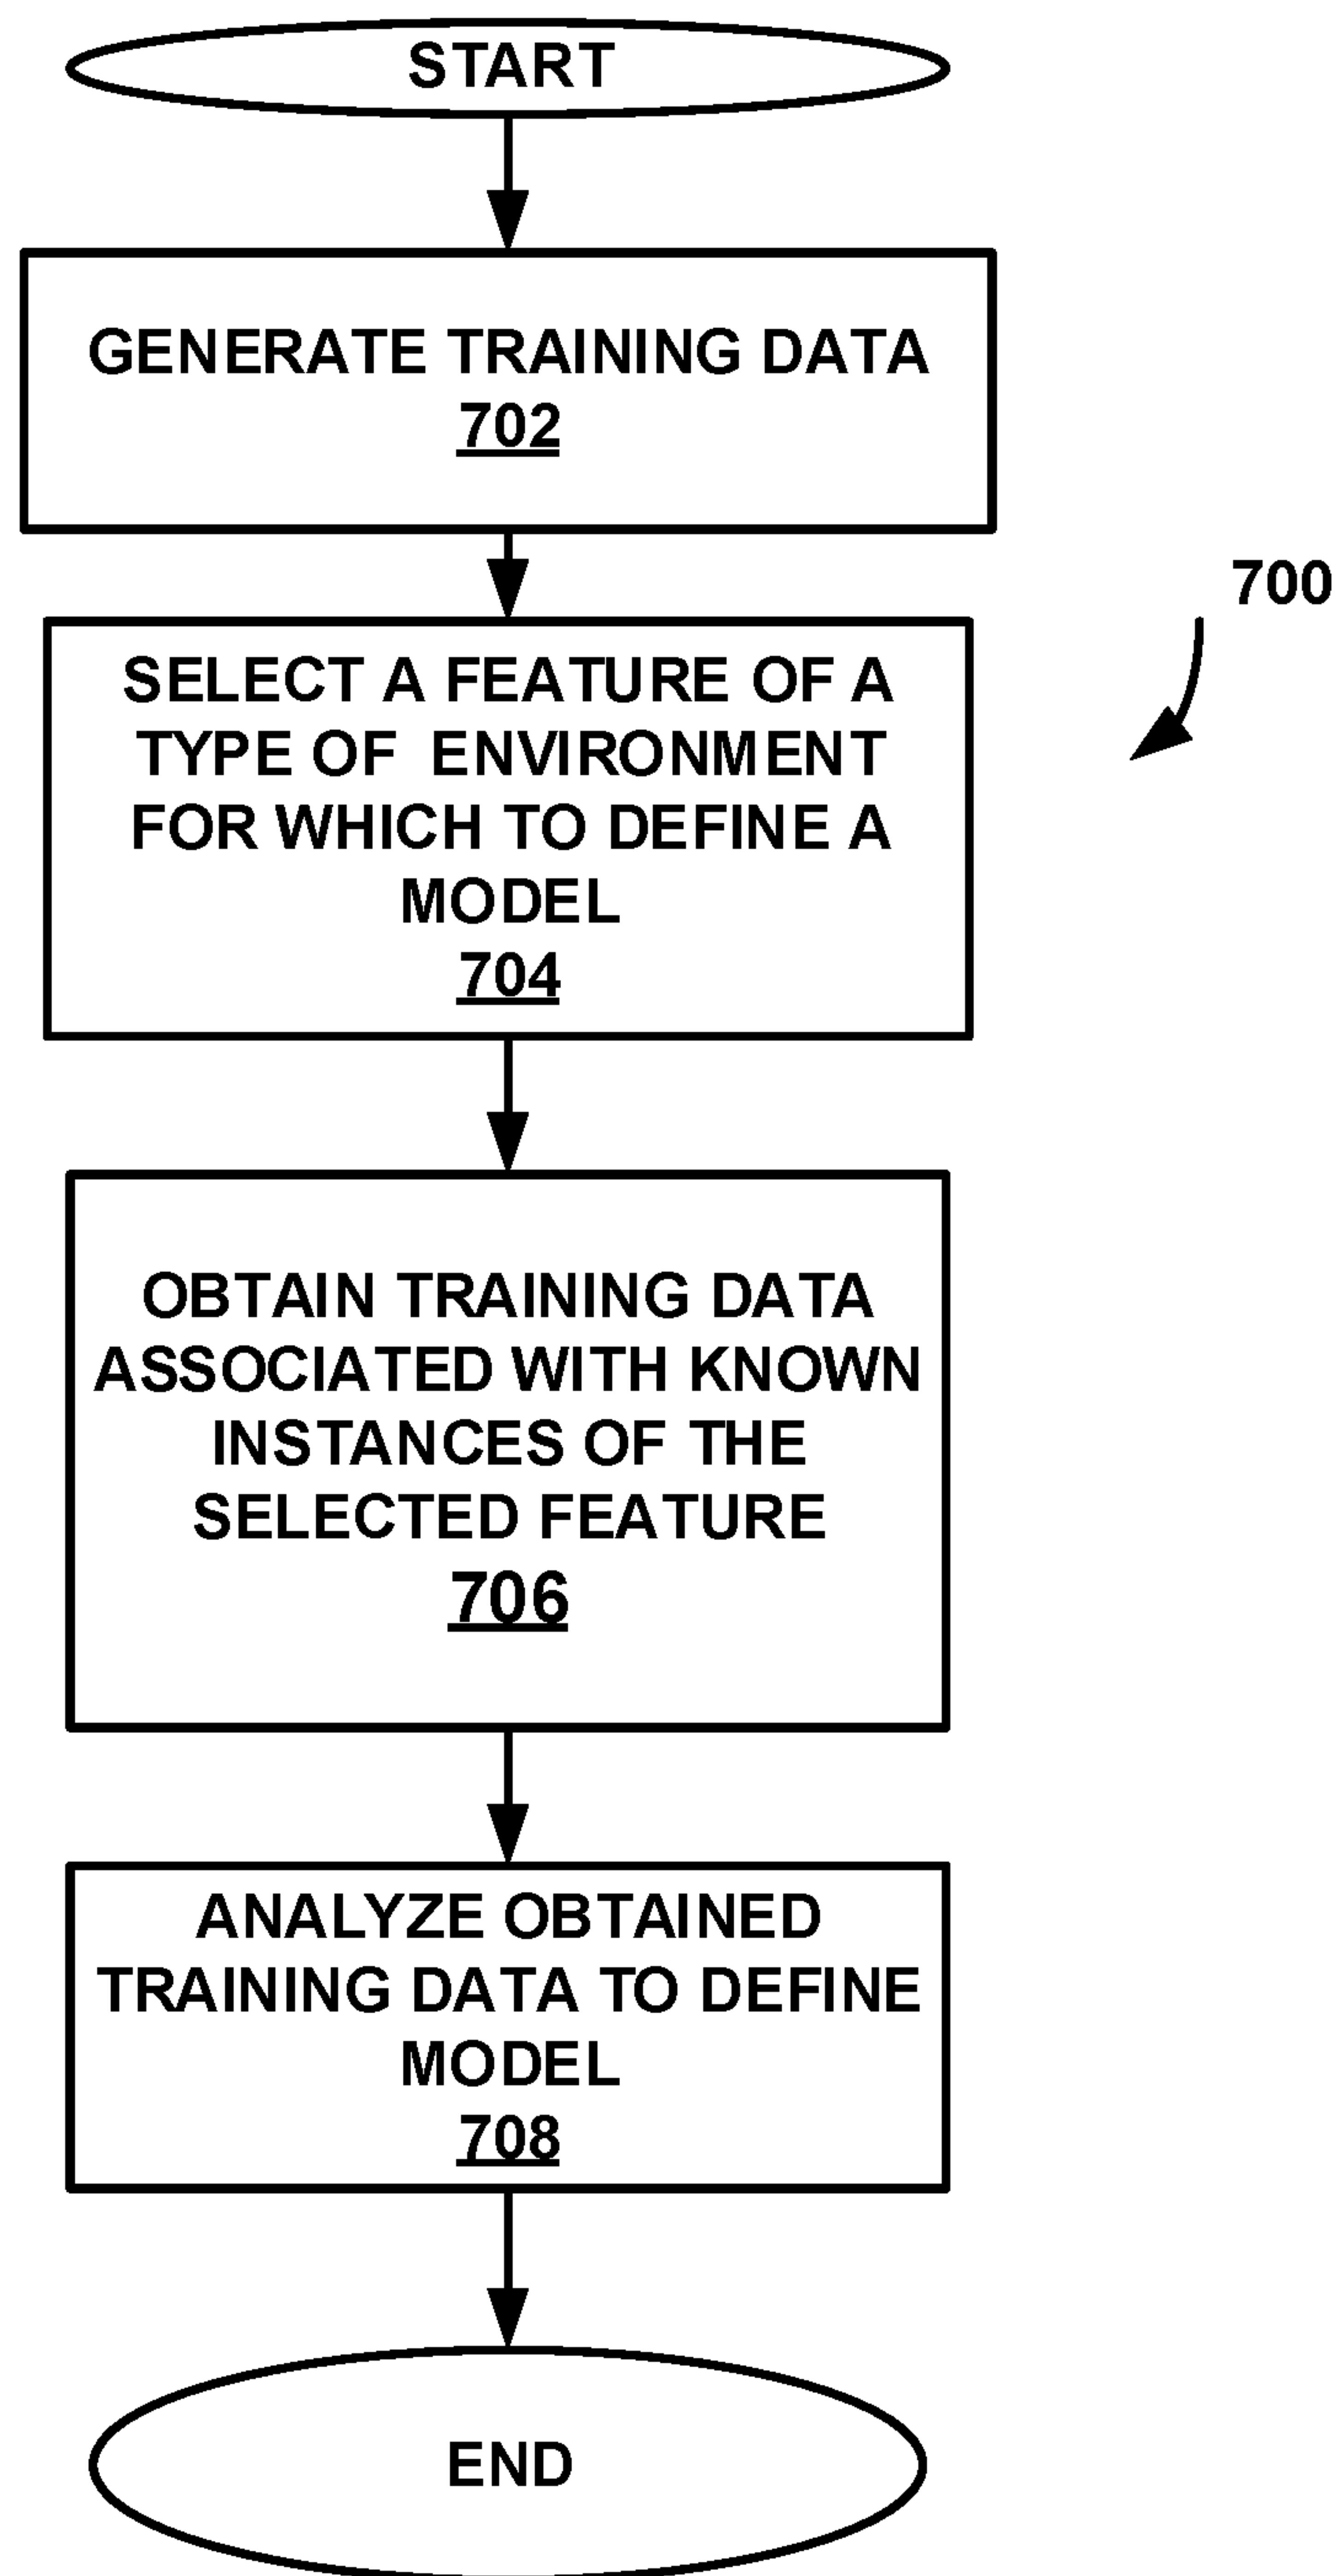 START
GENERATE TRAINING DATA
702
700
SELECT A FEATURE OF A
TYPE OF ENVIRONMENT
FOR WHICH TO DEFINE A
MODEL
704
OBTAIN TRAINING DATA
ASSOCIATED WITH KNOWN
INSTANCES OF THE
SELECTED FEATURE
706
ANALYZE OBTAINED
TRAINING DATA TO DEFINE
MODEL
708
END